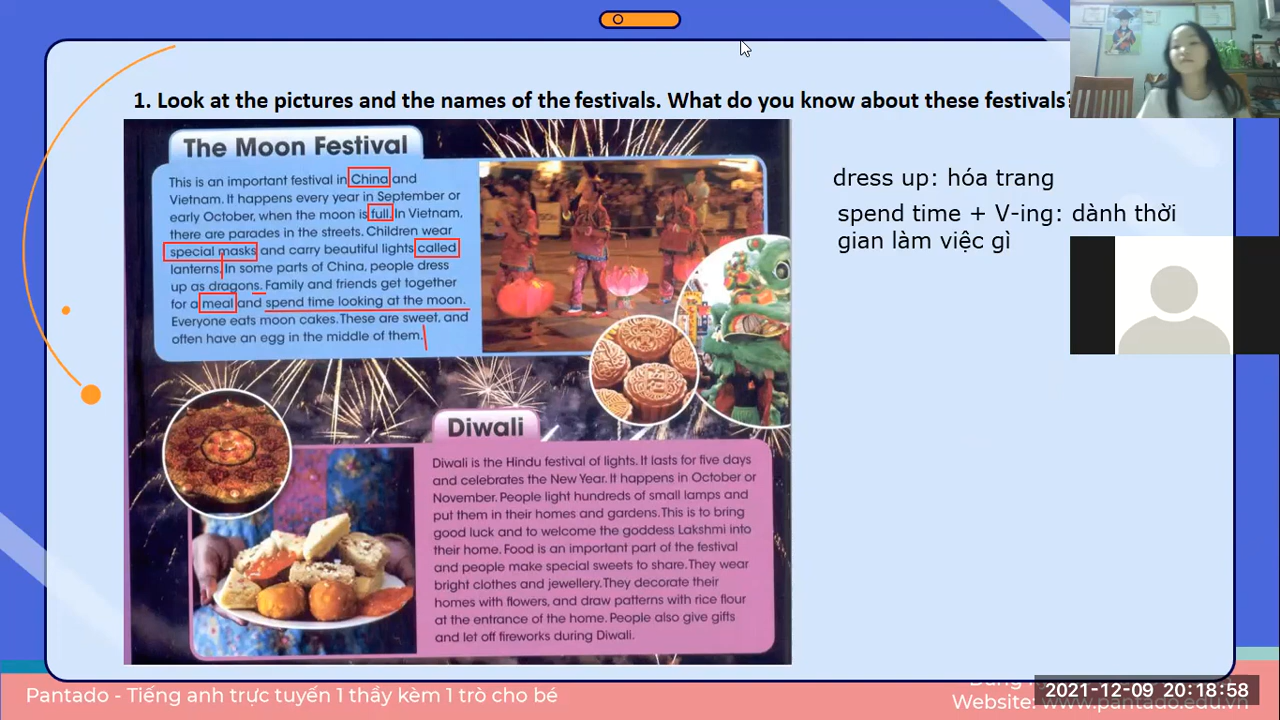 1. Look at the pictures and the names of the festivals. What do you know about these festivals?
The Moon Festival
This is an important festival in China and
Vietnam. It happens every year in September or
early October, when the moon is full. In Vietnam,
there are parades in the streets. Children wear
special masks and carry beautiful lights called
lanterns. In some parts of China, people dress
up as dragons. Family and friends get together
for a meal and spend time looking at the moon.
Everyone eats moon cakes. These are sweet, and
often have an egg in the middle of them.
dress up: hóa trang
spend time + V-ing: dành thời
gian làm việc gì
Diwali
Diwali is the Hindu festival of lights. It lasts for five days
and celebrates the New Year. It happens in October or
November. People light hundreds of small lamps and
put them in their homes and gardens. This is to bring
good luck and to welcome the goddess Lakshmi into
their home. Food is an important part of the festival
and people make special sweets to share. They wear
bright clothes and jewellery. They decorate their
homes with flowers, and draw patterns with rice flour
at the entrance of the home. People also give gifts
and let off fireworks during Diwali.
Pantado - Tiếng anh trực tuyến 1 thầy kèm 1 trò cho bé
2021-12-09 20:18:58
Website: www.pantado.edu.vn